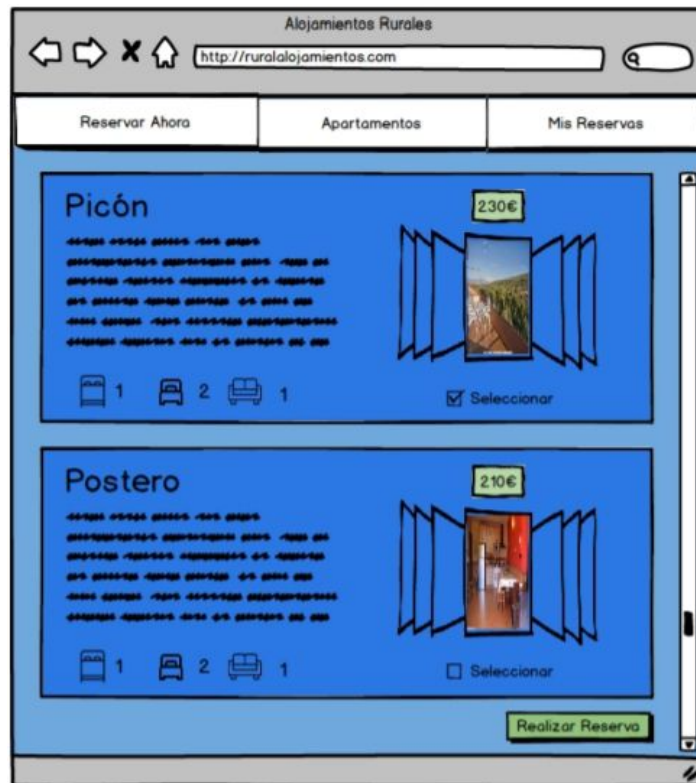 Alojamientos Rurales
http://ruralalojamientos.com
Reservar Ahora
Apartamentos
Mis Reservas
Picón
230€
1 2 1
Seleccionar
Postero
210€
1 2 1
Seleccionar
Realizar Reserva